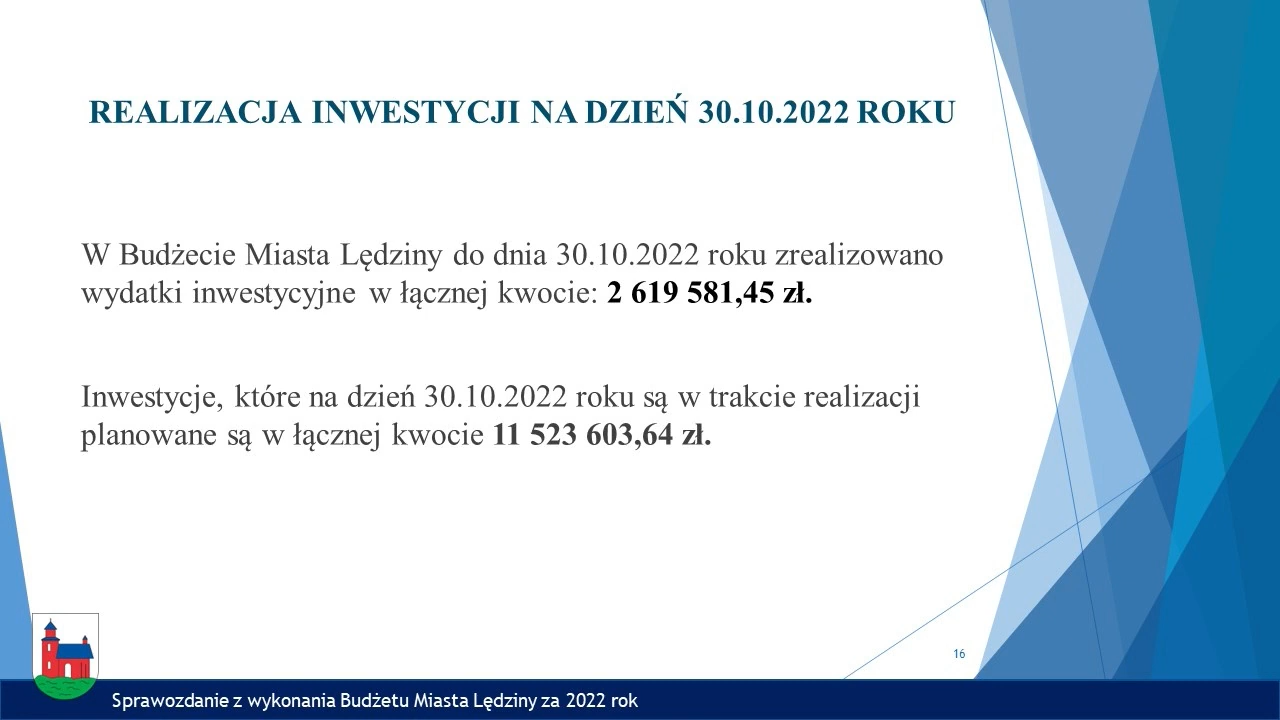 REALIZACJA INWESTYCJI NA DZIEŃ 30.10.2022 ROKU
W Budżecie Miasta Lędziny do dnia 30.10.2022 roku zrealizowano
wydatki inwestycyjne w łącznej kwocie: 2 619 581,45 zł.
Inwestycje, które na dzień 30.10.2022 roku są w trakcie realizacji
planowane są w łącznej kwocie 11 523 603,64 zł.
16
Sprawozdanie z wykonania Budżetu Miasta Lędziny za 2022 rok